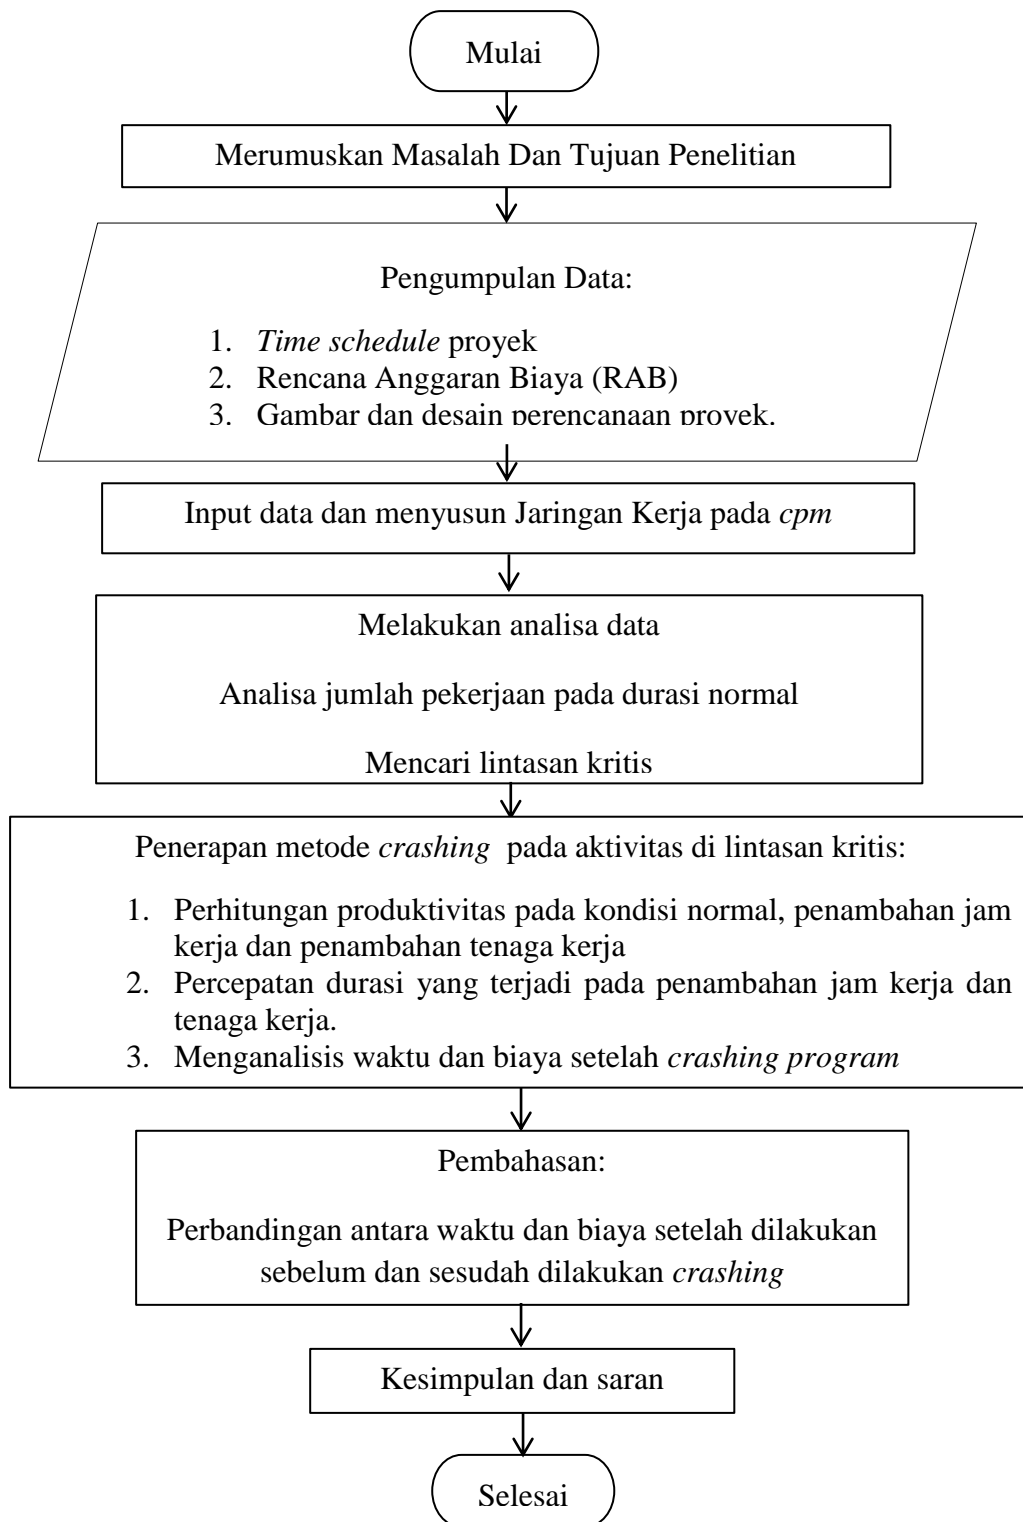 Mulai
Merumuskan Masalah Dan Tujuan Penelitian
Pengumpulan Data:
1. Time schedule proyek
2. Rencana Anggaran Biaya (RAB)
3. Gambar dan desain perencanaan proyek.
Input data dan menyusun Jaringan Kerja pada cpm
Melakukan analisa data
Analisa jumlah pekerjaan pada durasi normal
Mencari lintasan kritis
Penerapan metode crashing pada aktivitas di lintasan kritis:
1. Perhitungan produktivitas pada kondisi normal, penambahan jam
kerja dan penambahan tenaga kerja
2. Percepatan durasi yang terjadi pada penambahan jam kerja dan
tenaga kerja.
3. Menganalisis waktu dan biaya setelah crashing program
Pembahasan:
Perbandingan antara waktu dan biaya setelah dilakukan
sebelum dan sesudah dilakukan crashing
Kesimpulan dan saran
Selesai